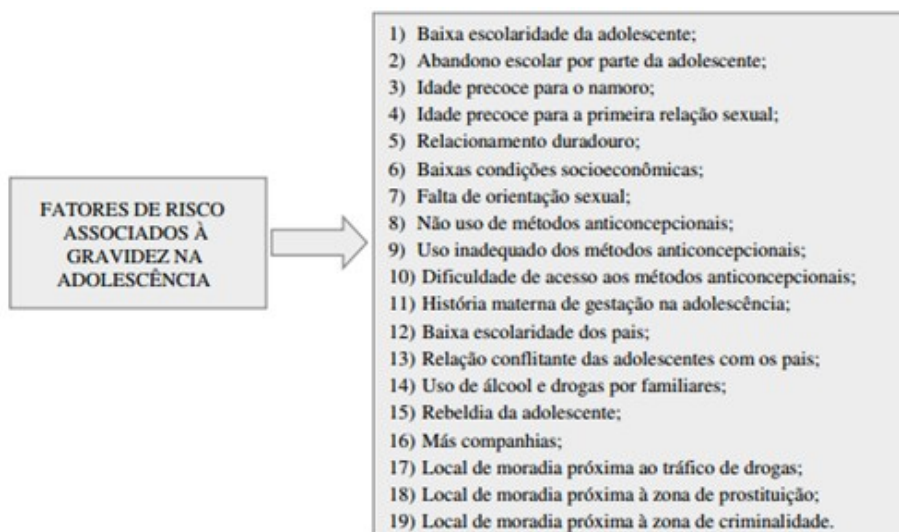 FATORES DE RISCO
ASSOCIADOS À
GRAVIDEZ NA
ADOLESCÊNCIA
1) Baixa escolaridade da adolescente;
2) Abandono escolar por parte da adolescente;
3) Idade precoce para o namoro;
4) Idade precoce para a primeira relação sexual;
5) Relacionamento duradouro;
6) Baixas condições socioeconômicas;
7) Falta de orientação sexual;
8) Não uso de métodos anticoncepcionais;
9) Uso inadequado dos métodos anticoncepcionais;
10) Dificuldade de acesso aos métodos anticoncepcionais;
11) História materna de gestação na adolescência;
12) Baixa escolaridade dos pais;
13) Relação conflitante das adolescentes com os pais;
14) Uso de álcool e drogas por familiares;
15) Rebeldia da adolescente;
16) Más companhias;
17) Local de moradia próxima ao tráfico de drogas;
18) Local de moradia próxima à zona de prostituição;
19) Local de moradia próxima à zona de criminalidade.